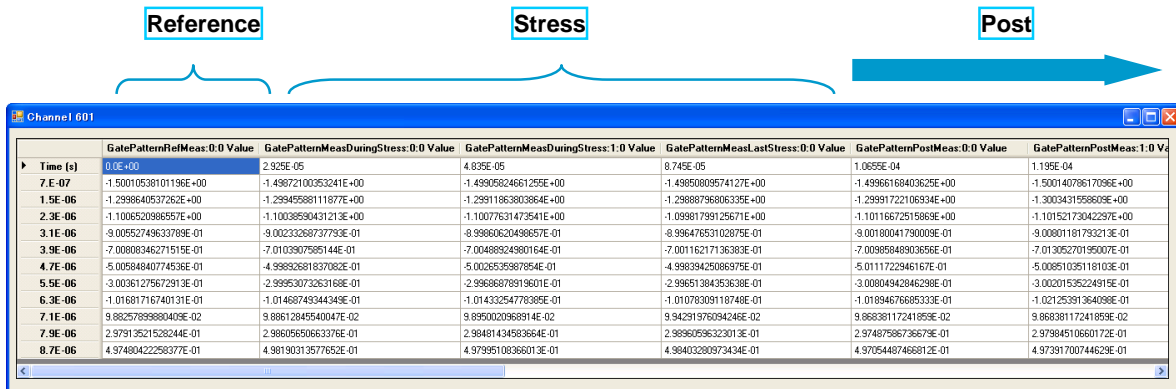 Reference Stress Post
Channel 601
GatePatternRefMeas:0:0 Value GatePatternMeasDuringStress:0:0 Value GatePatternMeasDuringStress:1:0 Value GatePatternMeasLastStress:0:0 Value GatePatternPostMeas:0:0 Value GatePatternPostMeas:1:0 Va
Time (s) 0.0E+00 2.925E-05 4.835E-05 8.745E-05 1.0655E-04 1.195E-04
7.E-07 -1.50010538101196E+00 -1.49872100353241E+00 -1.49905824661255E+00 -1.49850809574127E+00 -1.49966168403625E+00 -1.50014078617096E+00
1.5E-06 -1.2998640537262E+00 -1.29945588111877E+00 -1.29911863803864E+00 -1.29888796806335E+00 -1.29991722106934E+00 -1.3003431558609E+00
2.3E-06 -1.1006520986557E+00 -1.10038590431213E+00 -1.10077631473541E+00 -1.09981799125671E+00 -1.10116672515869E+00 -1.10152173042297E+00
3.1E-06 -9.00552749633789E-01 -9.00233268737793E-01 -8.99860620498657E-01 -8.99647653102875E-01 -9.00180041790009E-01 -9.00801181793213E-01
3.9E-06 -7.00808346271515E-01 -7.0103907585144E-01 -7.00488924980164E-01 -7.00116217136383E-01 -7.00985848903656E-01 -7.01305270195007E-01
4.7E-06 -5.00584840774536E-01 -4.99892681837082E-01 -5.0026535987854E-01 -4.99839425086975E-01 -5.0111722946167E-01 -5.00851035118103E-01
5.5E-06 -3.00361275672913E-01 -2.99953073263168E-01 -2.99686878919601E-01 -2.99651384353638E-01 -3.00804942846298E-01 -3.00201535224915E-01
6.3E-06 -1.01681716740131E-01 -1.01468749344349E-01 -1.01433254778385E-01 -1.01078309118748E-01 -1.01894676685333E-01 -1.02125391364098E-01
7.1E-06 9.88257899880409E-02 9.88612845540047E-02 9.8950020968914E-02 9.94291976094246E-02 9.86838117241859E-02 9.86838117241859E-02
7.9E-06 2.97913521528244E-01 2.98605650663376E-01 2.98481434583664E-01 2.98960596323013E-01 2.97487586736679E-01 2.97984510660172E-01
8.7E-06 4.97480422258377E-01 4.98190313577652E-01 4.97995108366013E-01 4.98403280973434E-01 4.97054487466812E-01 4.97391700744629E-01